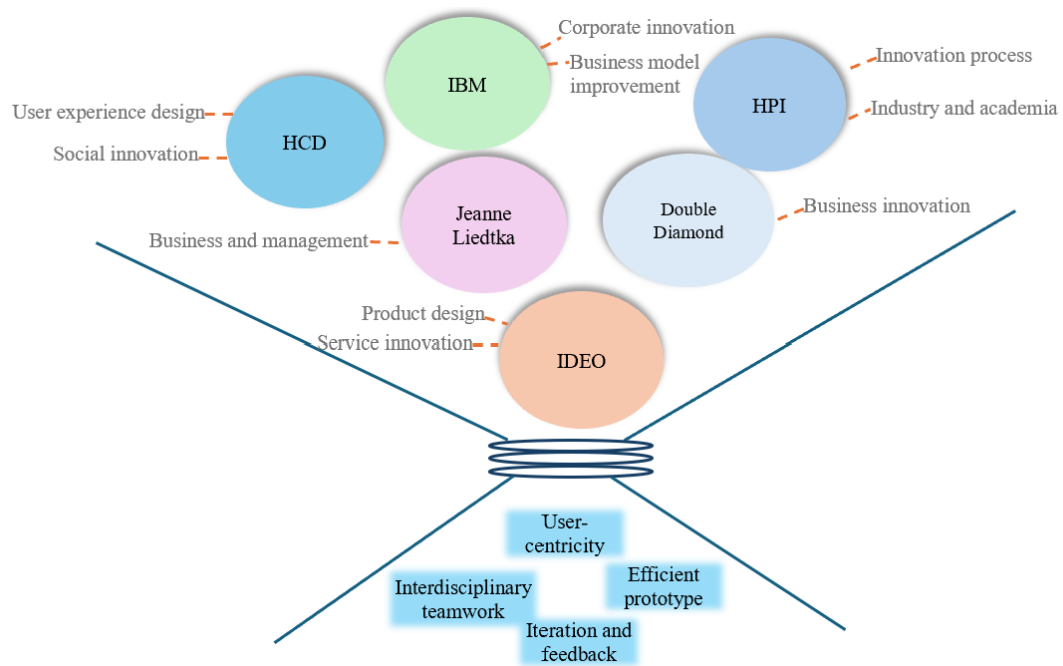 Corporate innovation
Business model
improvement
IBM
Innovation process
Industry and academia
HPI
User experience design
Social innovation
HCD
Jeanne
Liedtka
Business and management
Double
Diamond
Business innovation
Product design
Service innovation
IDEO
User-
centricity
Interdisciplinary
teamwork
Efficient
prototype
Iteration and
feedback